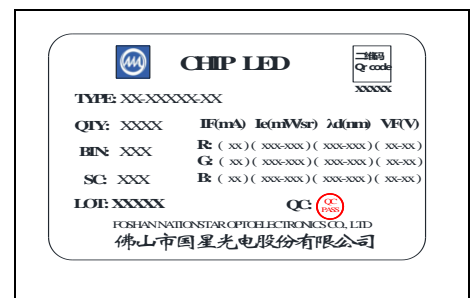 CHIP LED
二维码
Qr code
XXXXX
TYPE: XX-XXXXX-XX
QTY: XXXX IF(mA) Ie(mW/sr) λd(nm) VF(V)
R: ( xx )( xxx-xxx )( xxx-xxx )( xx-xx )
BIN: XXX
G: ( xx )( xxx-xxx )( xxx-xxx )( xx-xx )
SC: XXX B: ( xx )( xxx-xxx )( xxx-xxx )( xx-xx )
LOT: XXXXX QC: QC
PASS
FOSHAN NATIONSTAR OPTOELECTRONICS CO., LTD
佛山市国星光电股份有限公司